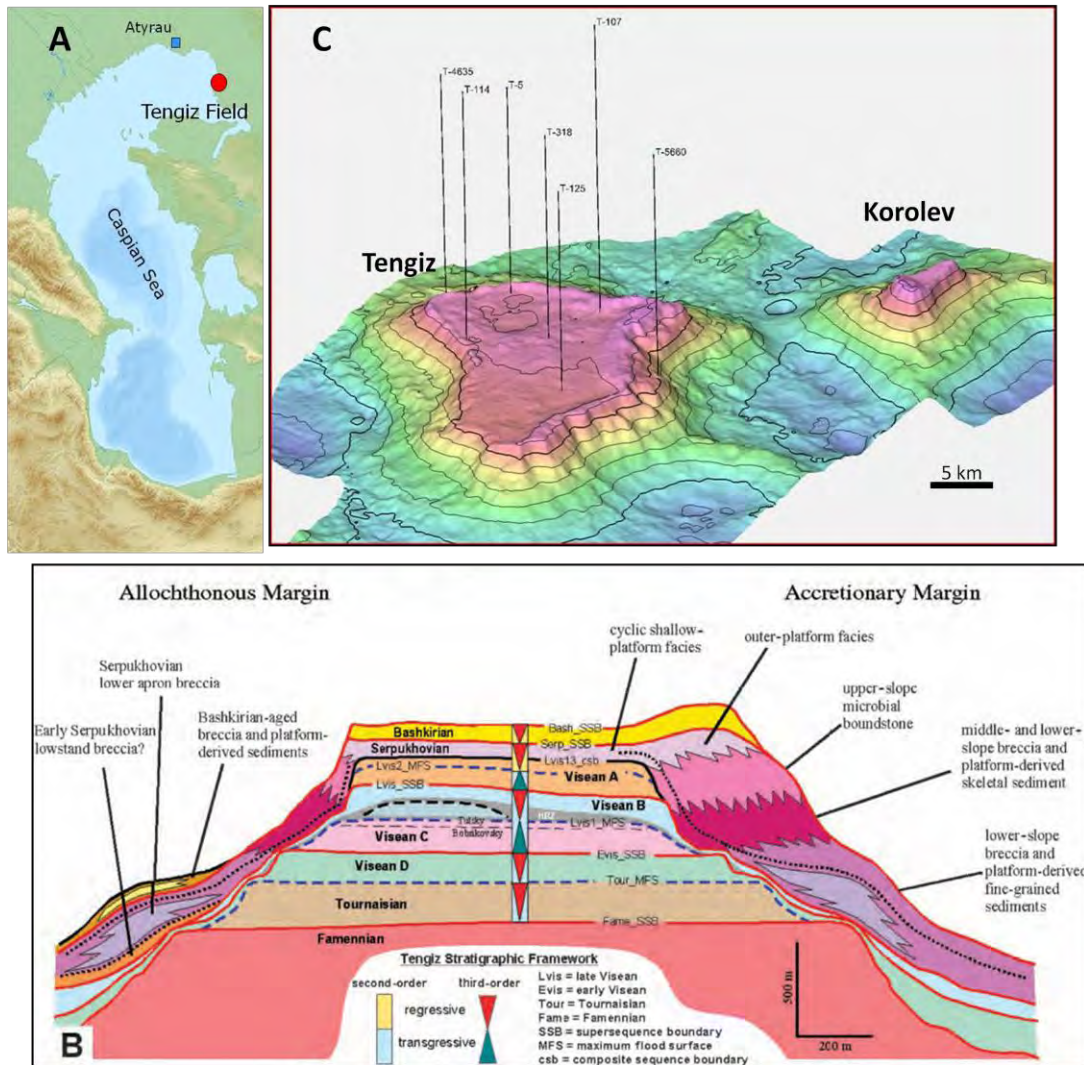 A
Atyrau
Tengiz Field
Caspian Sea
C
T-107
T-4635
T-114
T-5
T-318
T-5660
T-125
Tengiz
Korolev
5 km
Allochthonous Margin
Accretionary Margin
Serpukhovian
lower apron breccia
Early Serpukhovian
lowstand breccia?
Bashkirian-aged
breccia and platform-
derived sediments
cyclic shallow-
platform facies
outer-platform facies
upper-slope
microbial
boundstone
middle- and lower-
slope breccia and
platform-derived
skeletal sediment
lower-slope
breccia and
platform-derived
fine-grained
sediments
Bashkirian
Bash_SSB
Serpukhovian
Serp_SSB
Lvis2_MFS
Lvis13_csb
Visean A
Lvis_SSB
Visean B
Tulsky
Lvis1_MFS
Visean C
Bobrikovsky
Evis_SSB
Visean D
Tour_MFS
Tournaisian
Fame_SSB
Famennian
Tengiz Stratigraphic Framework
second-order
third-order
regressive
transgressive
Lvis = late Visean
Evis = early Visean
Tour = Tournaisian
Fame = Famennian
SSB = supersequence boundary
MFS = maximum flood surface
csb = composite sequence boundary
500 m
200 m
B